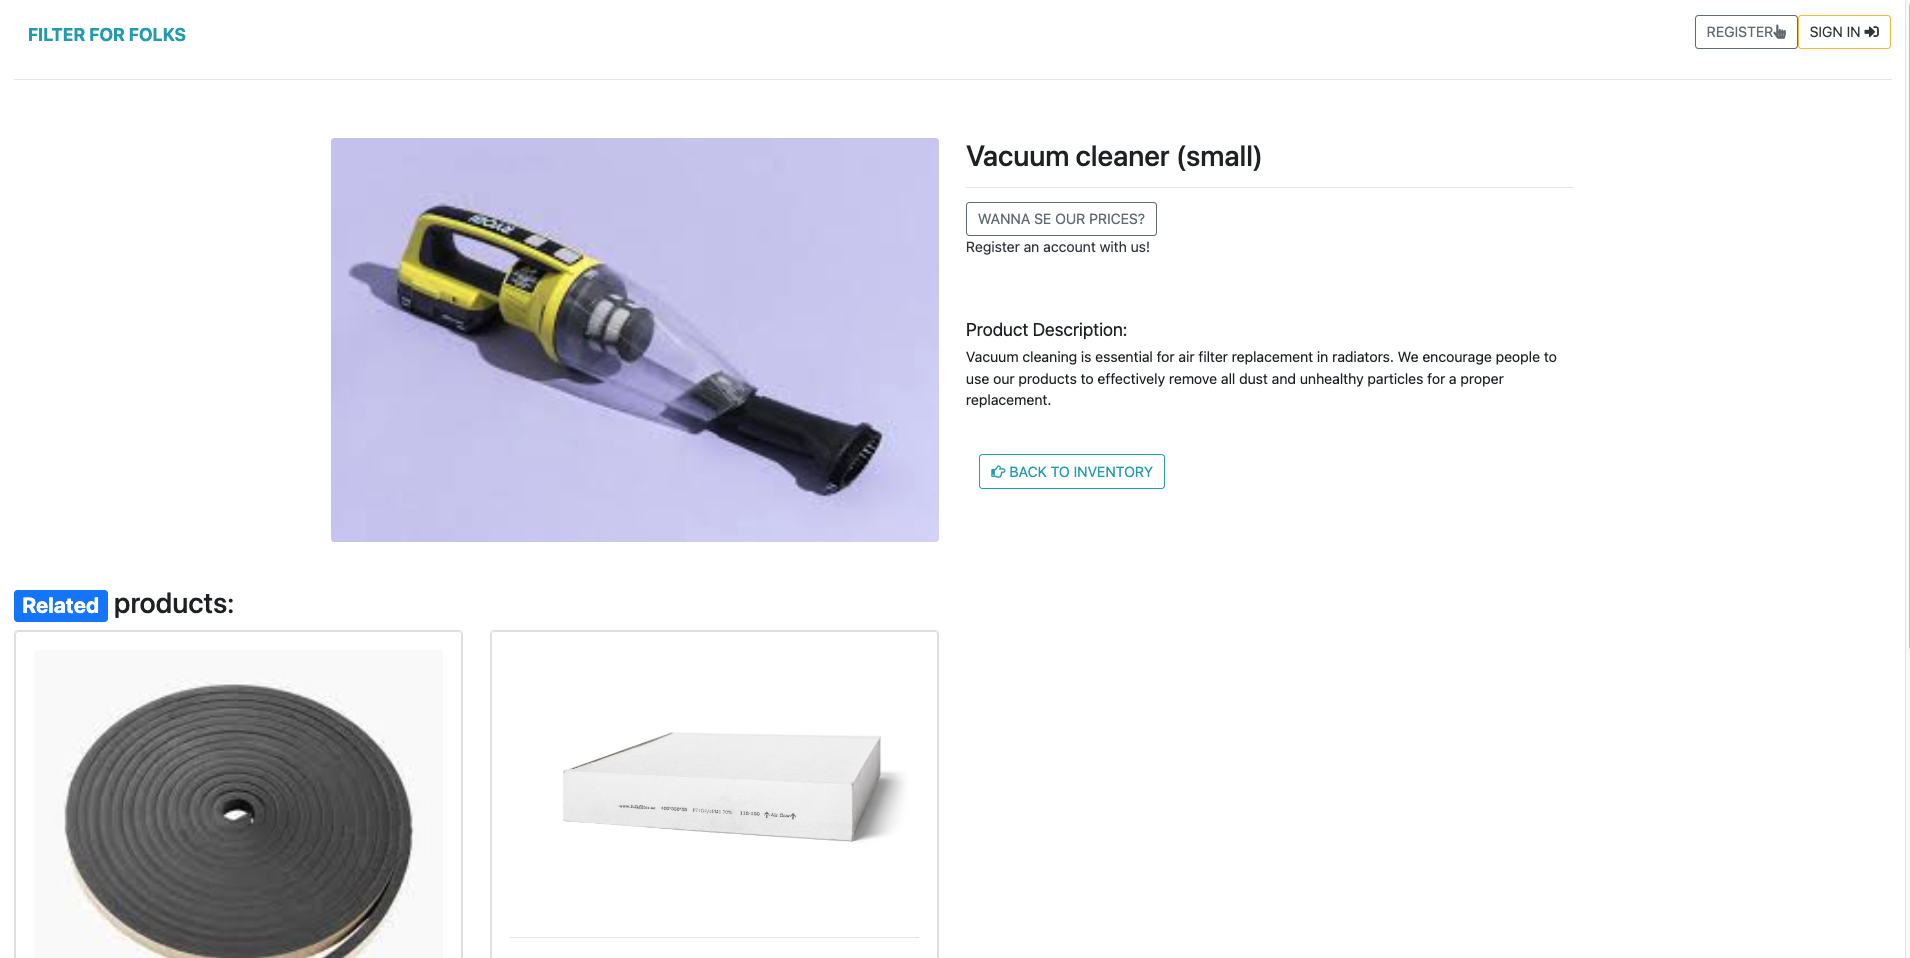 FILTER FOR FOLKS
REGISTER
SIGN IN
Vacuum cleaner (small)
WANNA SE OUR PRICES?
Register an account with us!
Product Description:
Vacuum cleaning is essential for air filter replacement in radiators. We encourage people to
use our products to effectively remove all dust and unhealthy particles for a proper
replacement.
BACK TO INVENTORY
Related products: